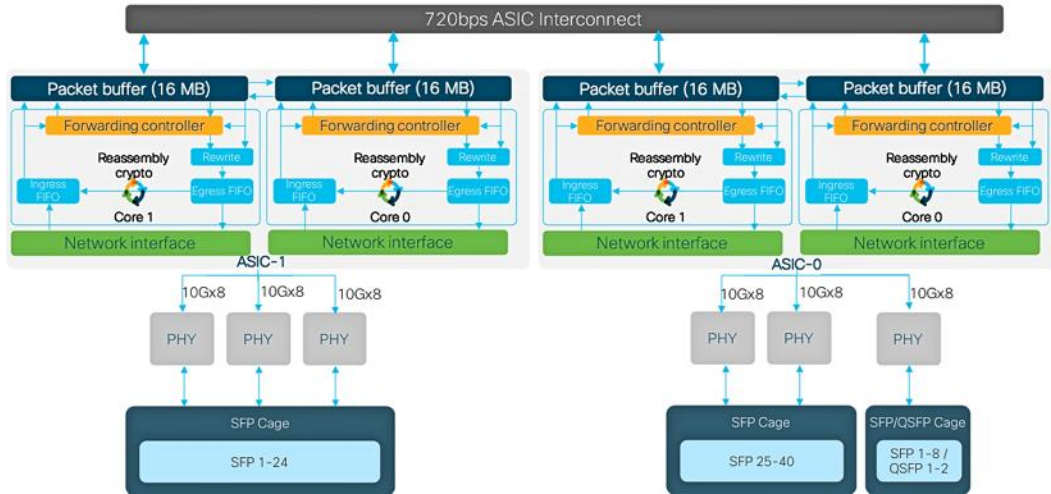 720bps ASIC Interconnect
Packet buffer (16 MB)
Packet buffer (16 MB)
Packet buffer (16 MB)
Packet buffer (16 MB)
Forwarding controller
Forwarding controller
Forwarding controller
Forwarding controller
Reassembly
crypto
Rewrite
Reassembly
crypto
Rewrite
Reassembly
crypto
Rewrite
Reassembly
crypto
Rewrite
Ingress
FIFO
Egress FIFO
Ingress
FIFO
Egress FIFO
Ingress
FIFO
Egress FIFO
Ingress
FIFO
Egress FIFO
Core 1
Core 0
Core 1
Core 0
Network interface
Network interface
Network interface
Network interface
ASIC-1
ASIC-0
10Gx8
10Gx8
10Gx8
10Gx8
10Gx8
10Gx8
PHY
PHY
PHY
PHY
PHY
PHY
SFP Cage
SFP 1-24
SFP Cage
SFP 25-40
SFP/QSFP Cage
SFP 1-8 /
QSFP 1-2